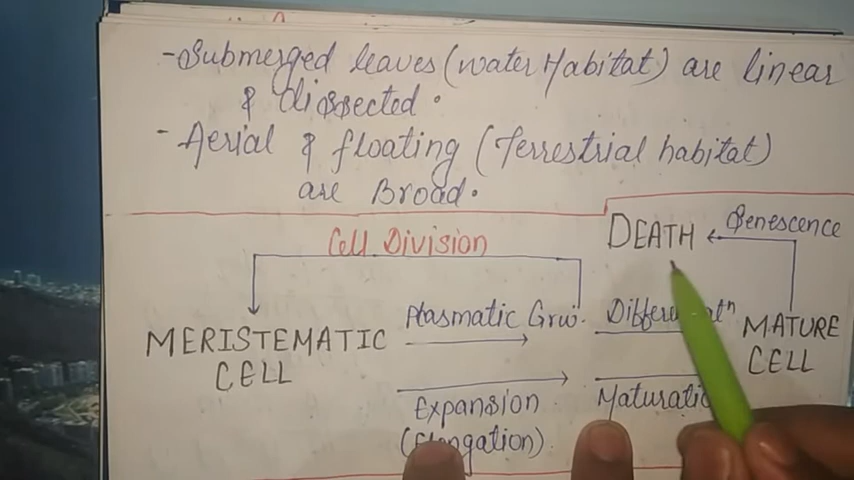 -Submerged leaves (water Habitat) are linear
& dissected.
- Aerial & floating (Terrestrial habitat)
are Broad.
DEATH Senescence
Cell Division
Plasmatic Grw.
MERISTEMATIC
CELL
MATURE
CELL
Expansion
(Elongation).